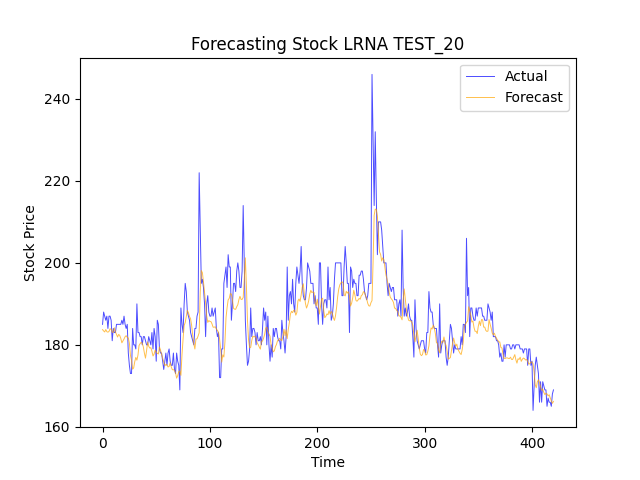 Forecasting Stock LRNA TEST_20
Actual
Forecast
Stock Price
240
220
200
180
160
0 100 200 300 400
Time